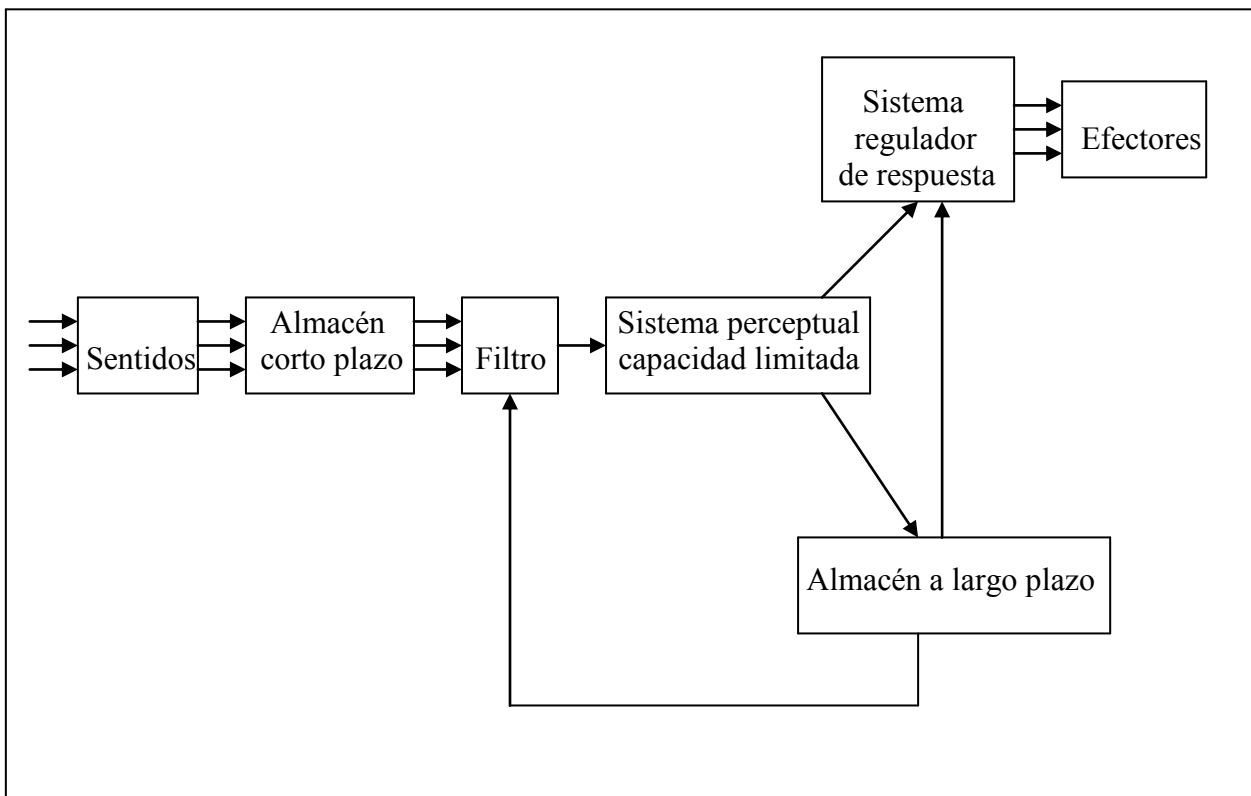 Sistema
regulador
de respuesta
Efectores
Sentidos
Almacén
corto plazo
Filtro
Sistema perceptual
capacidad limitada
Almacén a largo plazo